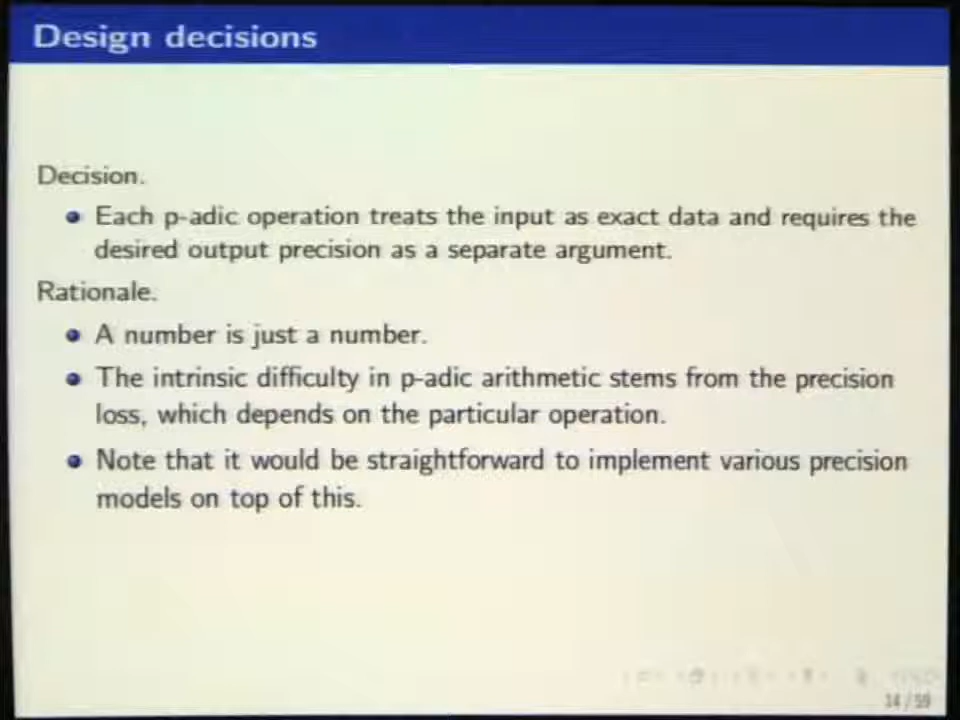 Design decisions
Decision.
Each p-adic operation treats the input as exact data and requires the
desired output precision as a separate argument.
Rationale.
A number is just a number.
The intrinsic difficulty in p-adic arithmetic stems from the precision
loss, which depends on the particular operation.
Note that it would be straightforward to implement various precision
models on top of this.
14/59